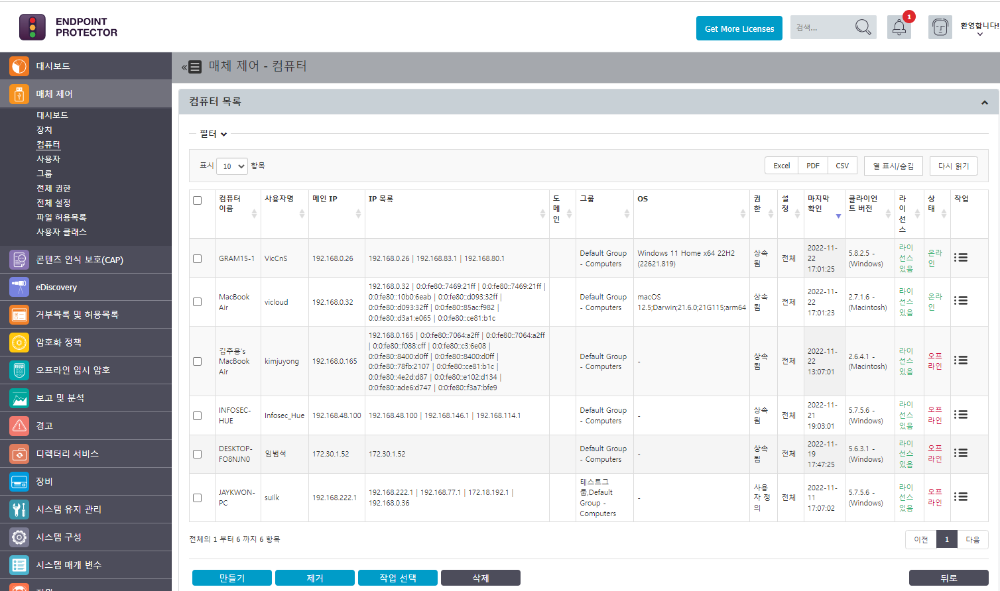 ENDPOINT
PROTECTOR
Get More Licenses
검색...
1
환영합니다!
대시보드
매체 제어
대시보드
장치
컴퓨터
사용자
그룹
전체 권한
전체 설정
파일 허용목록
사용자 클래스
콘텐츠 인식 보호(CAP)
eDiscovery
거부목록 및 허용목록
암호화 정책
오프라인 임시 암호
보고 및 분석
경고
디렉터리 서비스
장비
시스템 유지 관리
시스템 구성
시스템 매개 변수
매체 제어 - 컴퓨터
컴퓨터 목록
필터
표시 10 항목
Excel PDF CSV 열 표시/숨김 다시 읽기
컴퓨터 이름 사용자명 메인 IP IP 목록 도메인 그룹 OS 권한 설정 마지막 확인 클라이언트 버전 라이선스 상태 작업
GRAM15-1 VicCnS 192.168.0.26 192.168.0.26 | 192.168.83.1 | 192.168.80.1 Default Group - Computers Windows 11 Home x64 22H2 (22621.819) 상속됨 전체 2022-11-22 17:01:25 5.8.2.5 - (Windows) 라이선스 있음 온라인
MacBook Air vicloud 192.168.0.32 192.168.0.32 | 0:0:fe80::7469:21ff | 0:0:fe80::7469:21ff | 0:0:fe80::10b0:6eab | 0:0:fe80::d093:32ff | 0:0:fe80::d093:32ff | 0:0:fe80::85ac:f982 | 0:0:fe80::d3a1:e065 | 0:0:fe80::ce81:b1c Default Group - Computers macOS 12.5;Darwin;21.6.0;21G115;arm64 상속됨 전체 2022-11-22 17:01:23 2.7.1.6 - (Macintosh) 라이선스 있음 온라인
김주용's MacBook Air kimjuyong 192.168.0.165 192.168.0.165 | 0:0:fe80::7064:a2ff | 0:0:fe80::7064:a2ff | 0:0:fe80::f088:cff | 0:0:fe80::c3:6e08 | 0:0:fe80::8400:d0ff | 0:0:fe80::8400:d0ff | 0:0:fe80::78fb:2107 | 0:0:fe80::ce81:b1c | 0:0:fe80::4e2d:d87 | 0:0:fe80::e102:d134 | 0:0:fe80::ade6:d747 | 0:0:fe80::f3a7:bfe9 Default Group - Computers - 상속됨 전체 2022-11-22 13:07:01 2.6.4.1 - (Macintosh) 라이선스 있음 오프라인
INFOSEC-HUE Infosec_Hue 192.168.48.100 192.168.48.100 | 192.168.146.1 | 192.168.114.1 Default Group - Computers - 상속됨 전체 2022-11-21 19:03:01 5.7.5.6 - (Windows) 라이선스 있음 오프라인
DESKTOP-FO8NJN0 임범석 172.30.1.52 172.30.1.52 Default Group - Computers - 상속됨 전체 2022-11-19 17:47:25 5.6.3.1 - (Windows) 라이선스 있음 오프라인
JAYKWON-PC suilk 192.168.222.1 192.168.222.1 | 192.168.77.1 | 172.18.192.1 | 192.168.0.36 테스트그룹,Default Group - Computers - 사용자 정의 전체 2022-11-11 17:07:02 5.7.5.6 - (Windows) 라이선스 있음 오프라인
전체의 1 부터 6 까지 6 항목
이전 1 다음
만들기 제거 작업 선택 삭제 뒤로